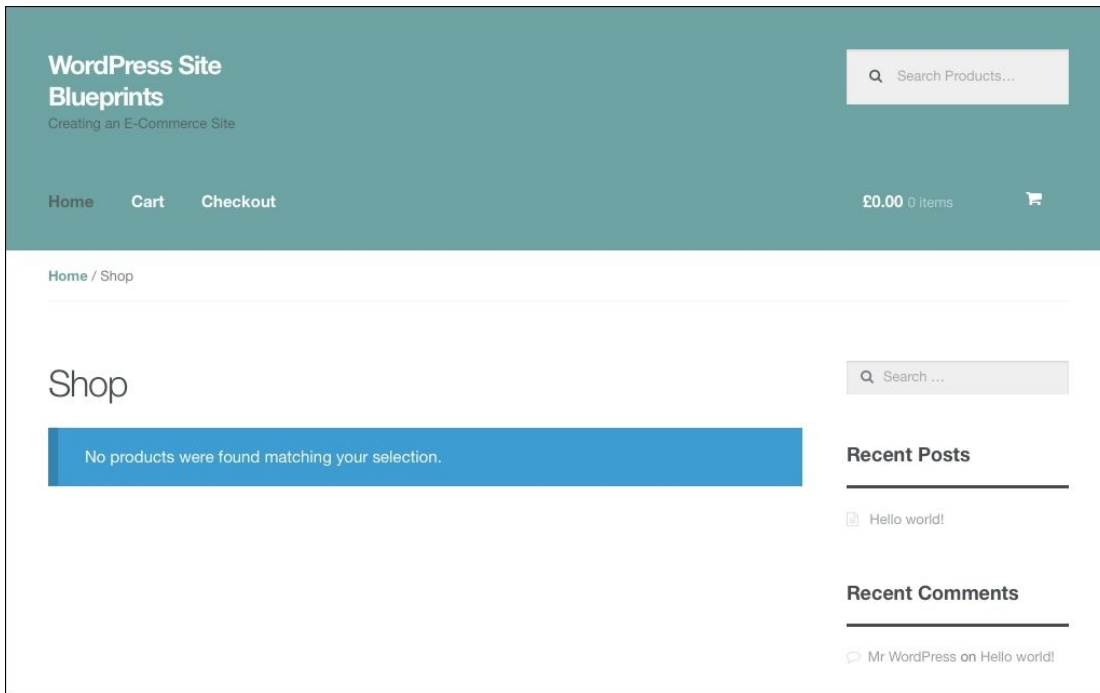 WordPress Site
Blueprints
Creating an E-Commerce Site
Search Products...
Home Cart Checkout
£0.00 0 items
Home / Shop
Shop
No products were found matching your selection.
Search ...
Recent Posts
Hello world!
Recent Comments
Mr WordPress on Hello world!